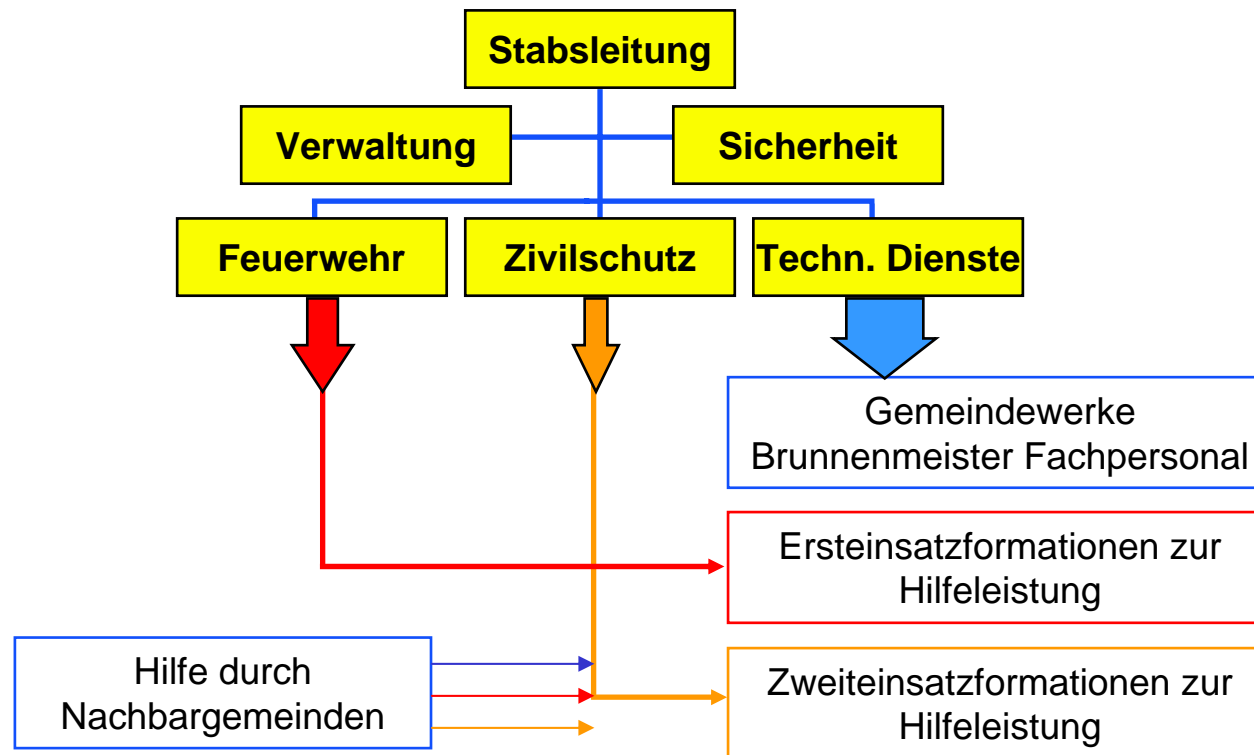 Stabsleitung
Verwaltung
Sicherheit
Feuerwehr
Zivilschutz
Techn. Dienste
Gemeindewerke
Brunnenmeister Fachpersonal
Ersteinsatzformationen zur
Hilfeleistung
Hilfe durch
Nachbargemeinden
Zweiteinsatzformationen zur
Hilfeleistung